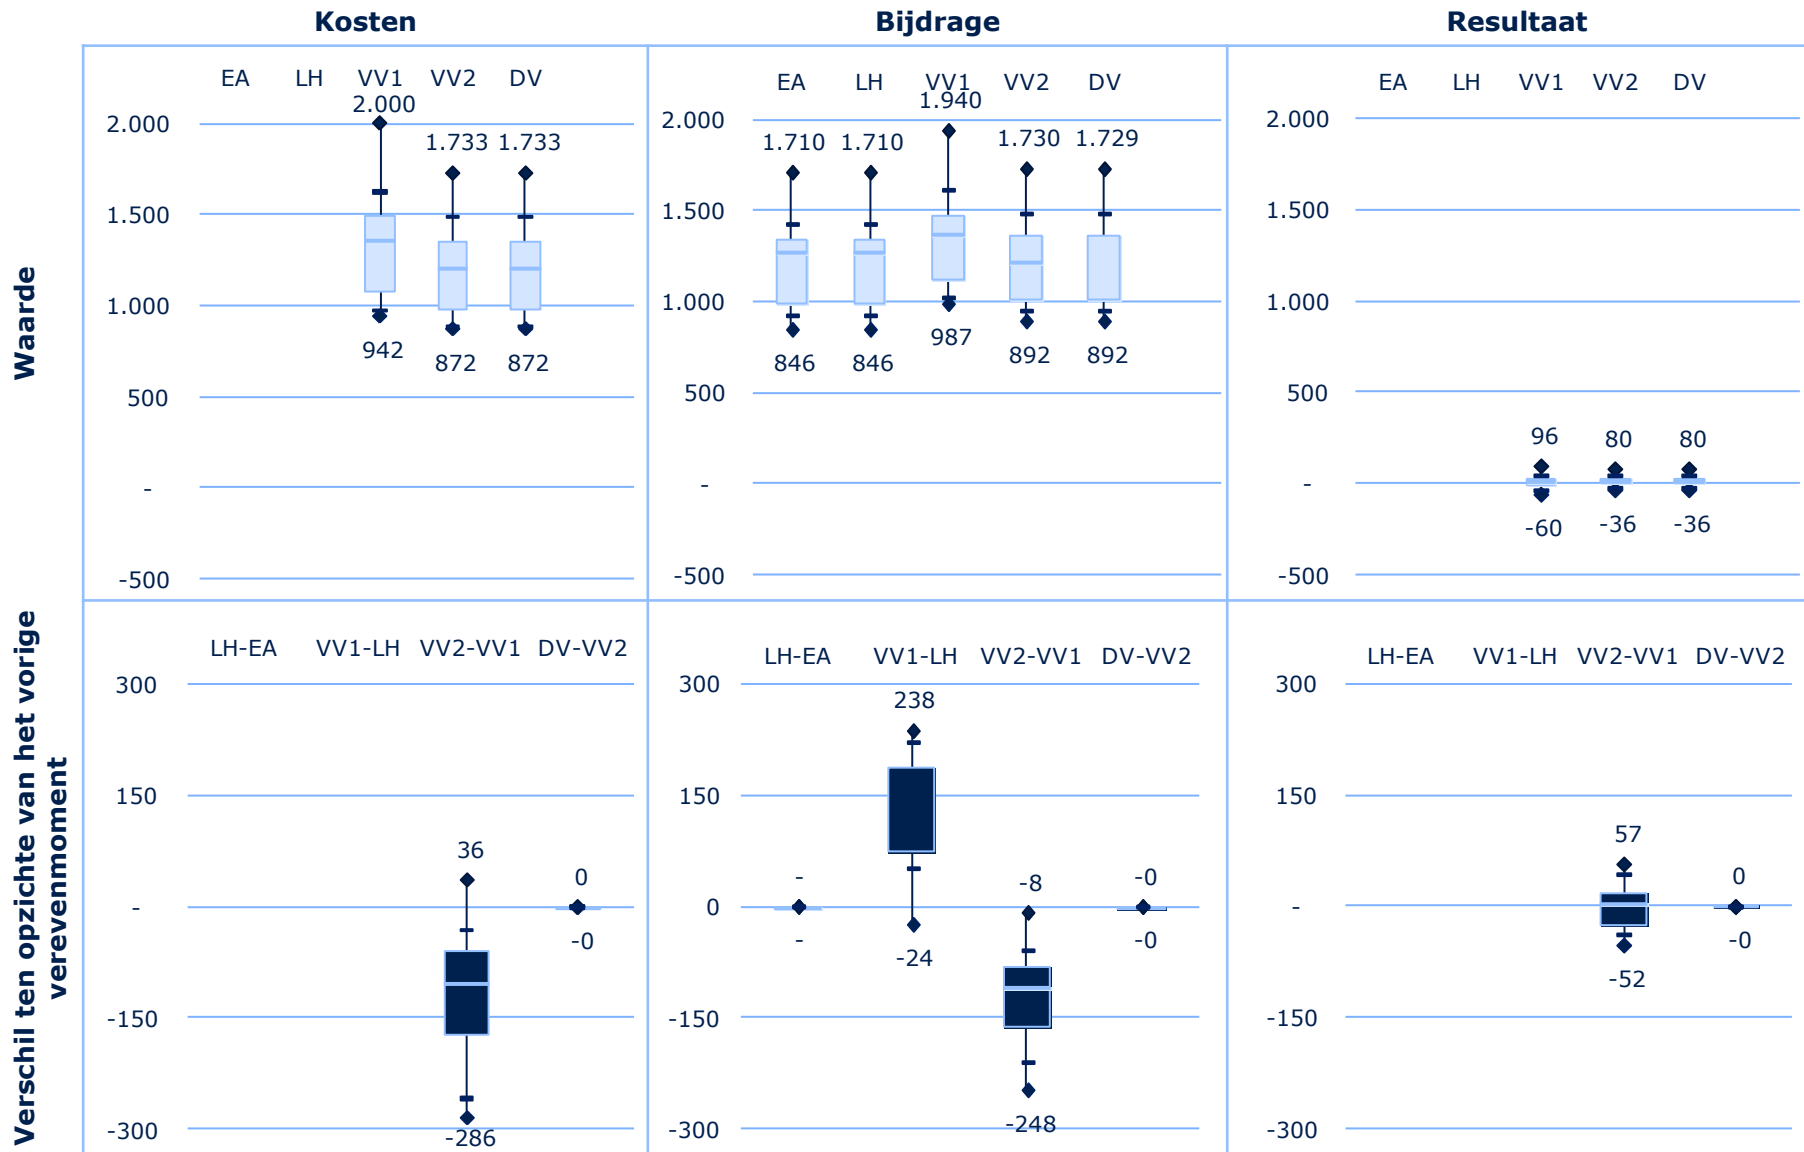 Kosten Bijdrage Resultaat
Waarde
EA LH VV1 VV2 DV
2.000
2.000
1.733 1.733
1.500
1.000
942
872 872
500
-
-500
EA LH VV1 VV2 DV
1.940
2.000
1.710 1.710 1.730 1.729
1.500
1.000
987
846 846 892 892
500
-
-500
EA LH VV1 VV2 DV
2.000
1.500
1.000
500
96 80 80
-
-60 -36 -36
-500
Verschil ten opzichte van het vorige
verevenmoment
LH-EA VV1-LH VV2-VV1 DV-VV2
300
150
36 0
-
-0
-150
-300
-286
LH-EA VV1-LH VV2-VV1 DV-VV2
300
238
150
- -8 -0
0
- -24 -0
-150
-248
-300
LH-EA VV1-LH VV2-VV1 DV-VV2
300
150
57 0
-
-52 -0
-150
-300